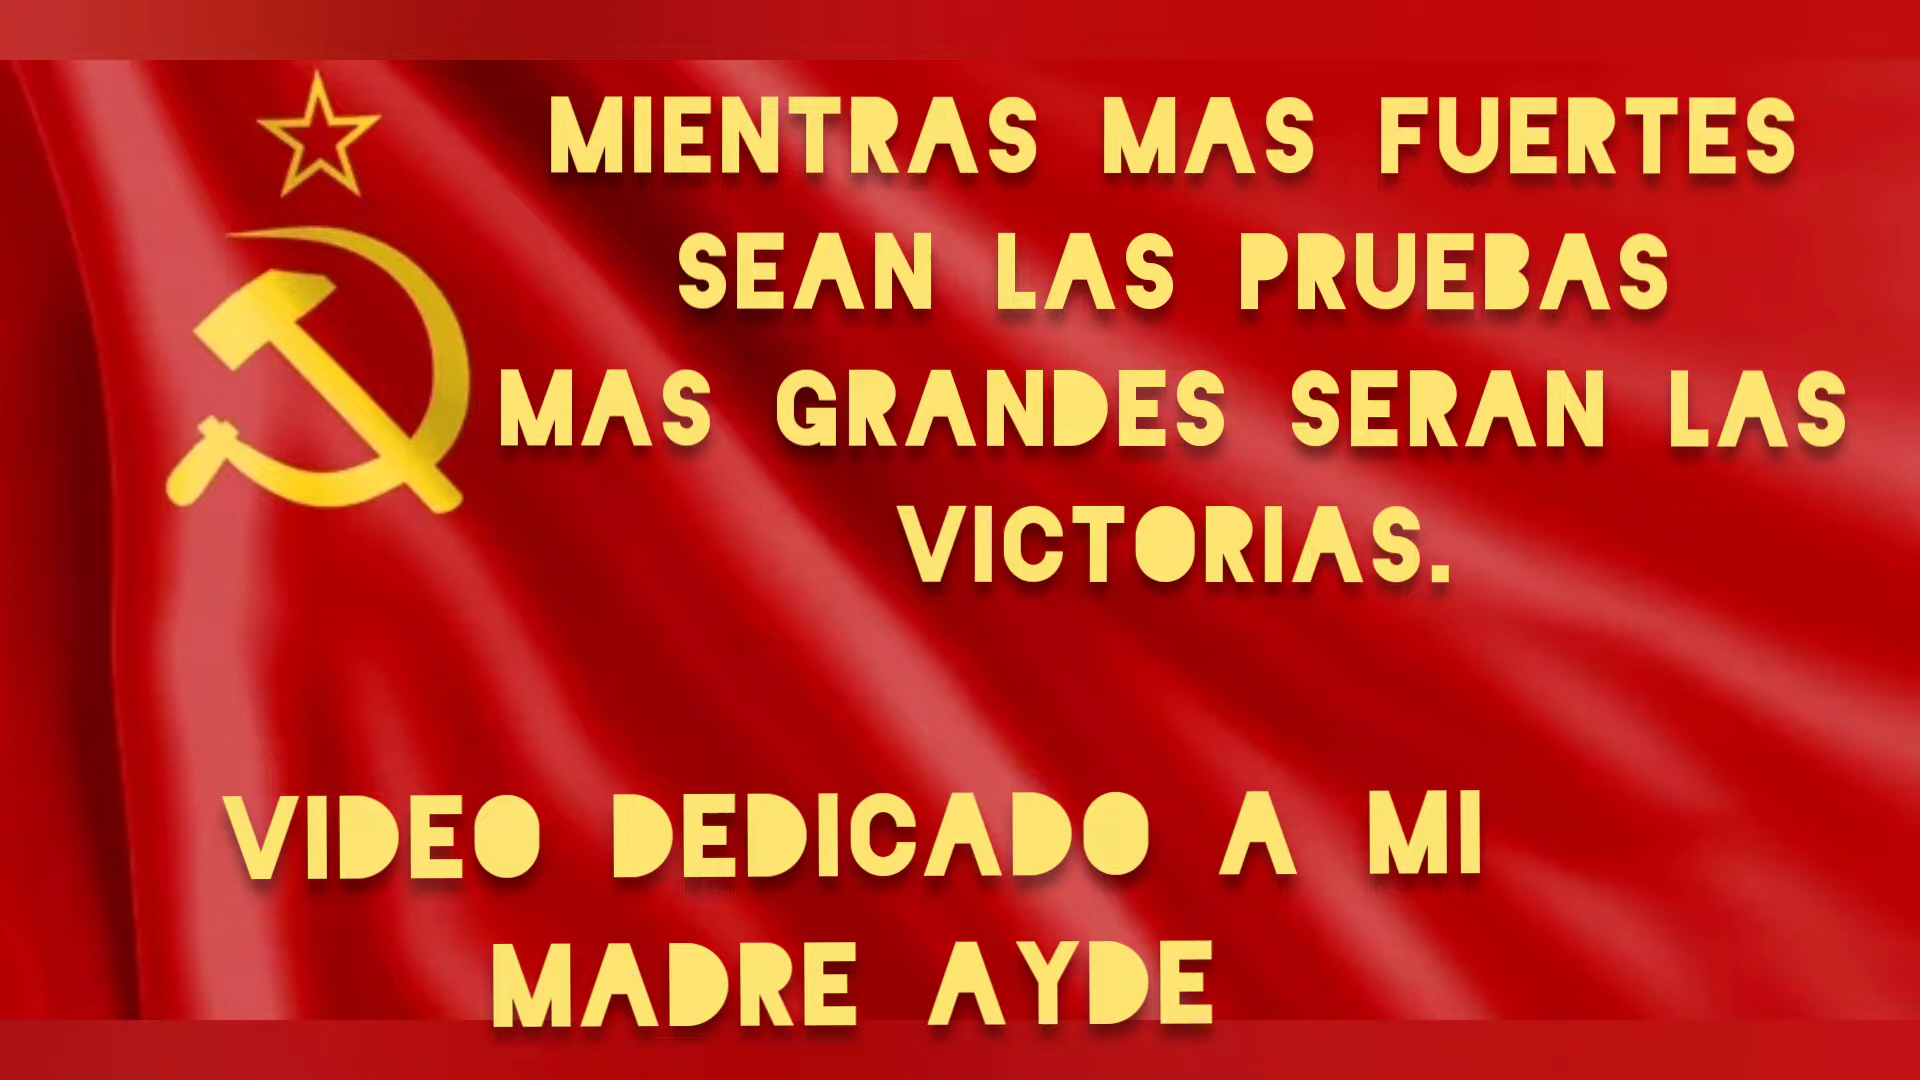 MIENTRAS MAS FUERTES
SEAN LAS PRUEBAS
MAS GRANDES SERAN LAS
VICTORIAS.
VIDEO DEDICADO A MI
MADRE AYDE